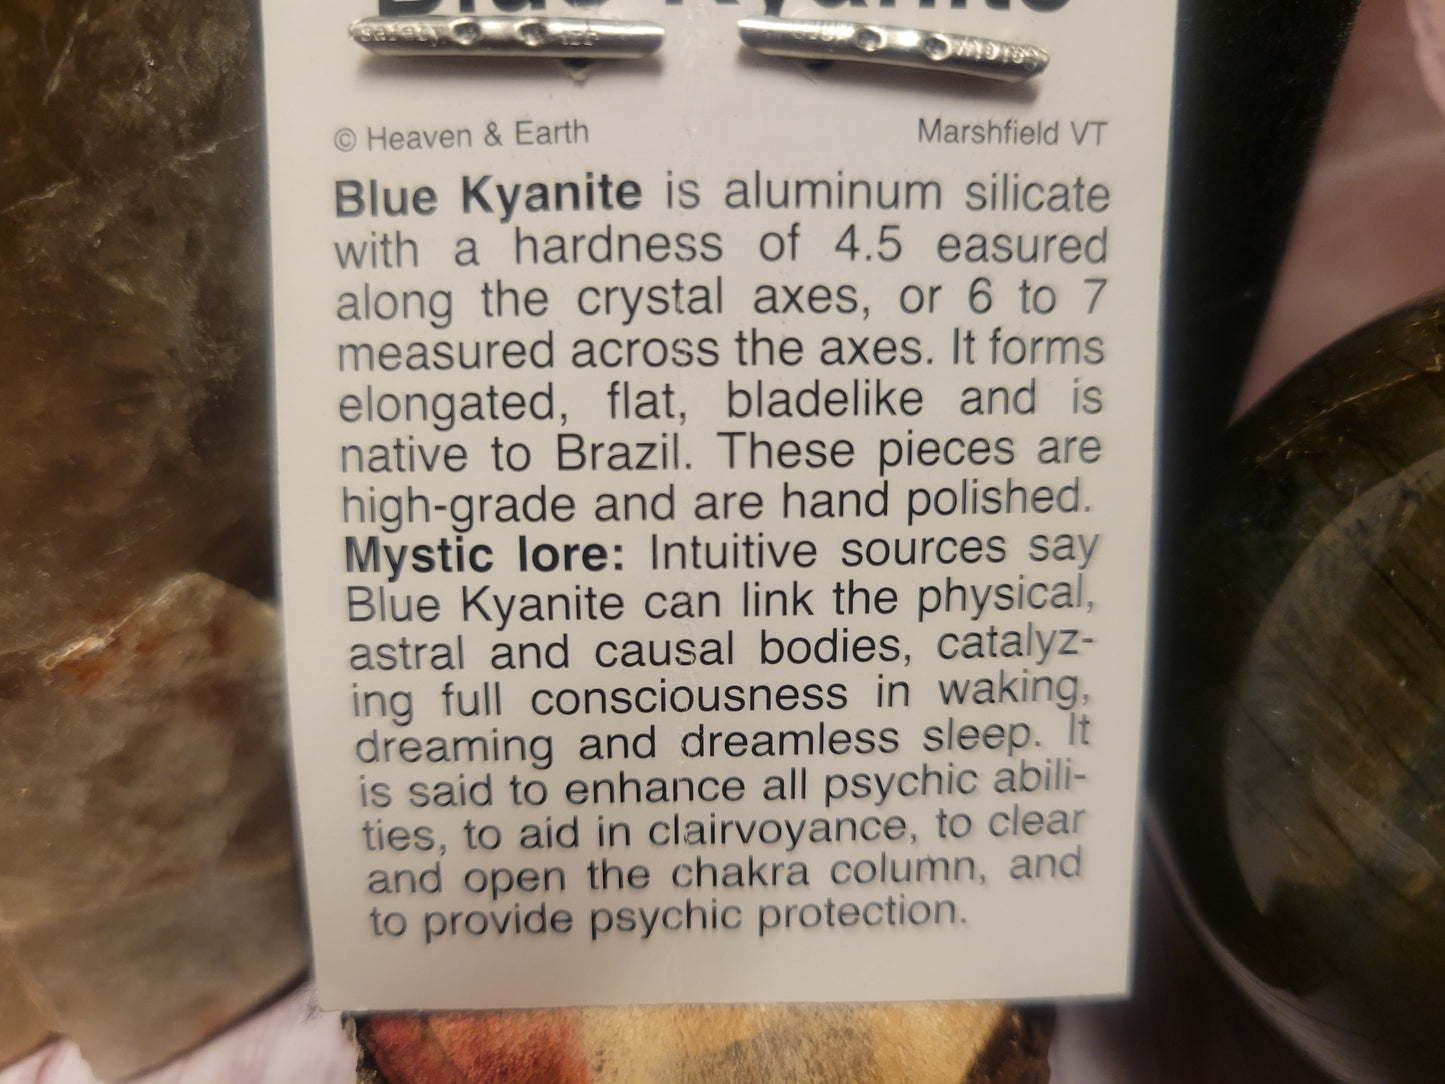 Blue Kyanite
© Heaven & Earth Marshfield VT
Blue Kyanite is aluminum silicate
with a hardness of 4.5 easured
along the crystal axes, or 6 to 7
measured across the axes. It forms
elongated, flat, bladelike and is
native to Brazil. These pieces are
high-grade and are hand polished.
Mystic lore: Intuitive sources say
Blue Kyanite can link the physical,
astral and causal bodies, catalyz-
ing full consciousness in waking,
dreaming and dreamless sleep. It
is said to enhance all psychic abili-
ties, to aid in clairvoyance, to clear
and open the chakra column, and
to provide psychic protection.